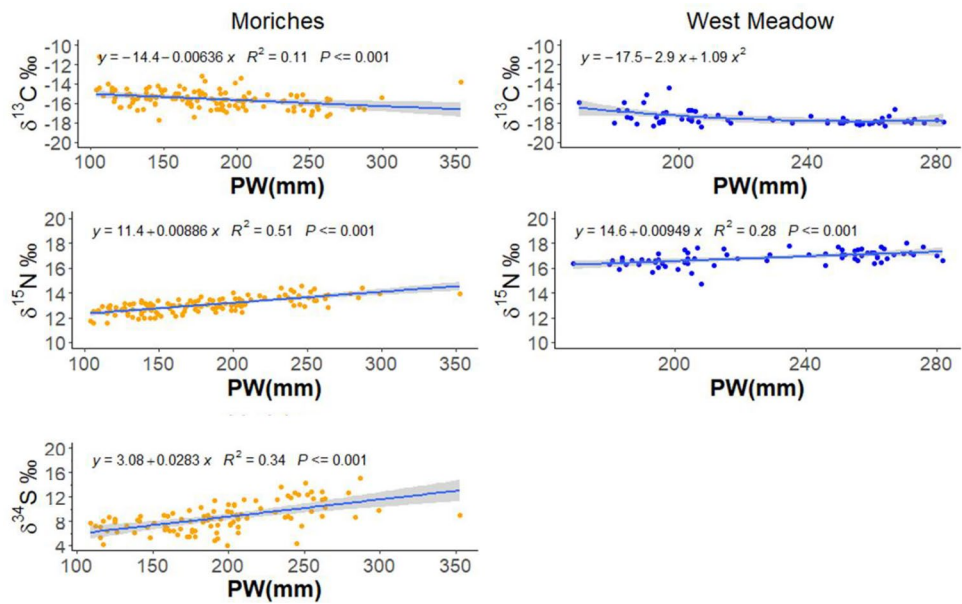 Moriches
West Meadow
y = −14.4 − 0.00636 x R² = 0.11 P <= 0.001
-10
-12
-14
-16
-18
-20
δ¹³C ‰
100 150 200 250 300 350
PW(mm)
y = −17.5 − 2.9 x + 1.09 x²
-10
-12
-14
-16
-18
-20
δ¹³C ‰
200 240 280
PW(mm)
y = 11.4 + 0.00886 x R² = 0.51 P <= 0.001
20
18
16
14
12
10
δ¹⁵N ‰
100 150 200 250 300 350
PW(mm)
y = 14.6 + 0.00949 x R² = 0.28 P <= 0.001
20
18
16
14
12
10
δ¹⁵N ‰
200 240 280
PW(mm)
y = 3.08 + 0.0283 x R² = 0.34 P <= 0.001
20
16
12
8
4
δ³⁴S ‰
100 150 200 250 300 350
PW(mm)